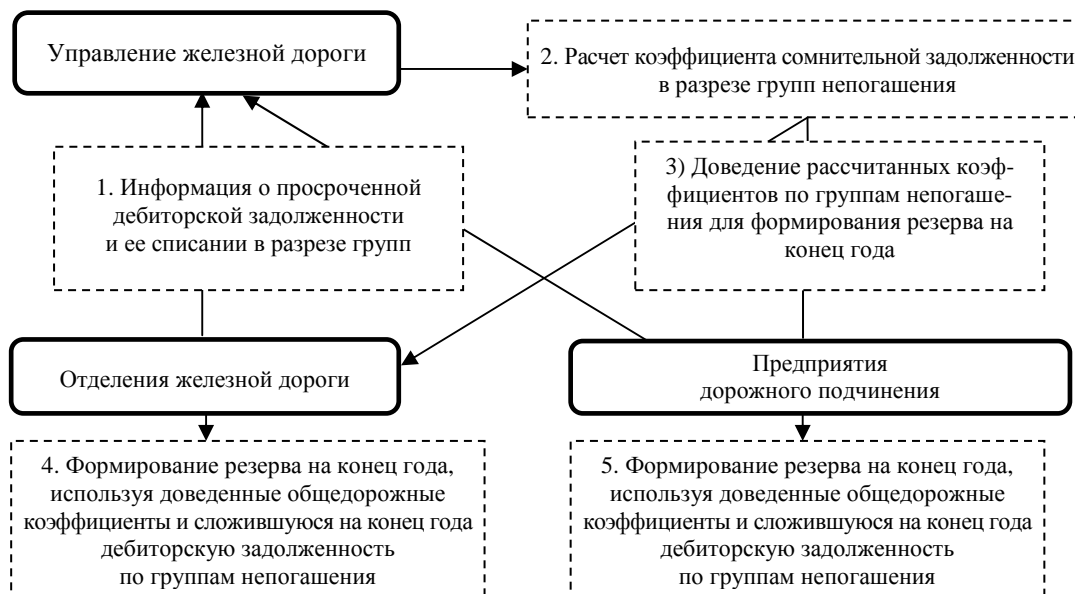 Управление железной дороги
2. Расчет коэффициента сомнительной задолженности
в разрезе групп непогашения
1. Информация о просроченной
дебиторской задолженности
и ее списании в разрезе групп
3) Доведение рассчитанных коэф-
фициентов по группам непогаше-
ния для формирования резерва на
конец года
Отделения железной дороги
Предприятия
дорожного подчинения
4. Формирование резерва на конец года,
используя доведенные общедорожные
коэффициенты и сложившуюся на конец года
дебиторскую задолженность
по группам непогашения
5. Формирование резерва на конец года,
используя доведенные общедорожные
коэффициенты и сложившуюся на конец года
дебиторскую задолженность
по группам непогашения